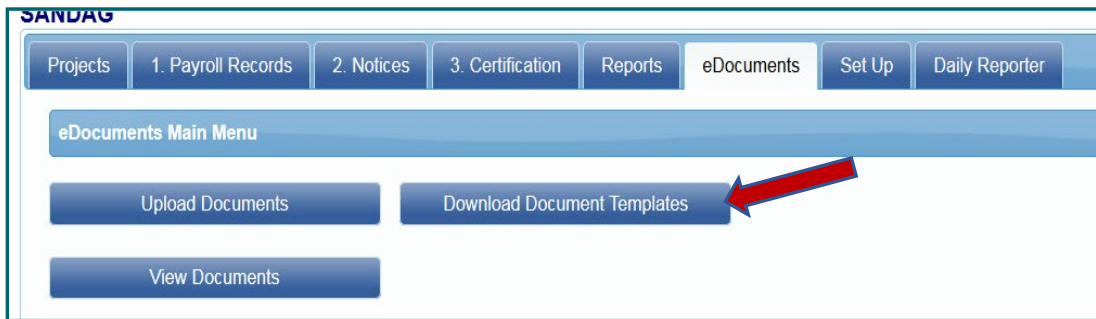 SANDAG
Projects 1. Payroll Records 2. Notices 3. Certification Reports eDocuments Set Up Daily Reporter
eDocuments Main Menu
Upload Documents Download Document Templates
View Documents